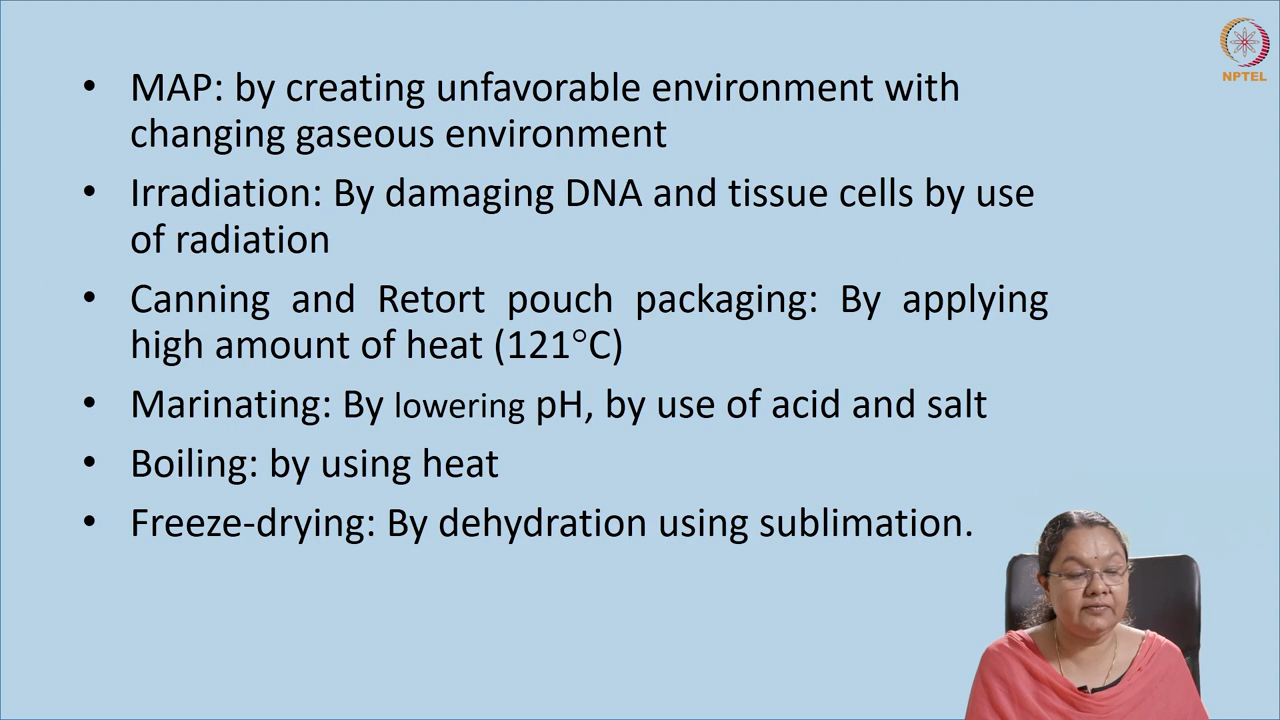 NPTEL
• MAP: by creating unfavorable environment with
changing gaseous environment
• Irradiation: By damaging DNA and tissue cells by use
of radiation
• Canning and Retort pouch packaging: By applying
high amount of heat (121°C)
• Marinating: By lowering pH, by use of acid and salt
• Boiling: by using heat
• Freeze-drying: By dehydration using sublimation.